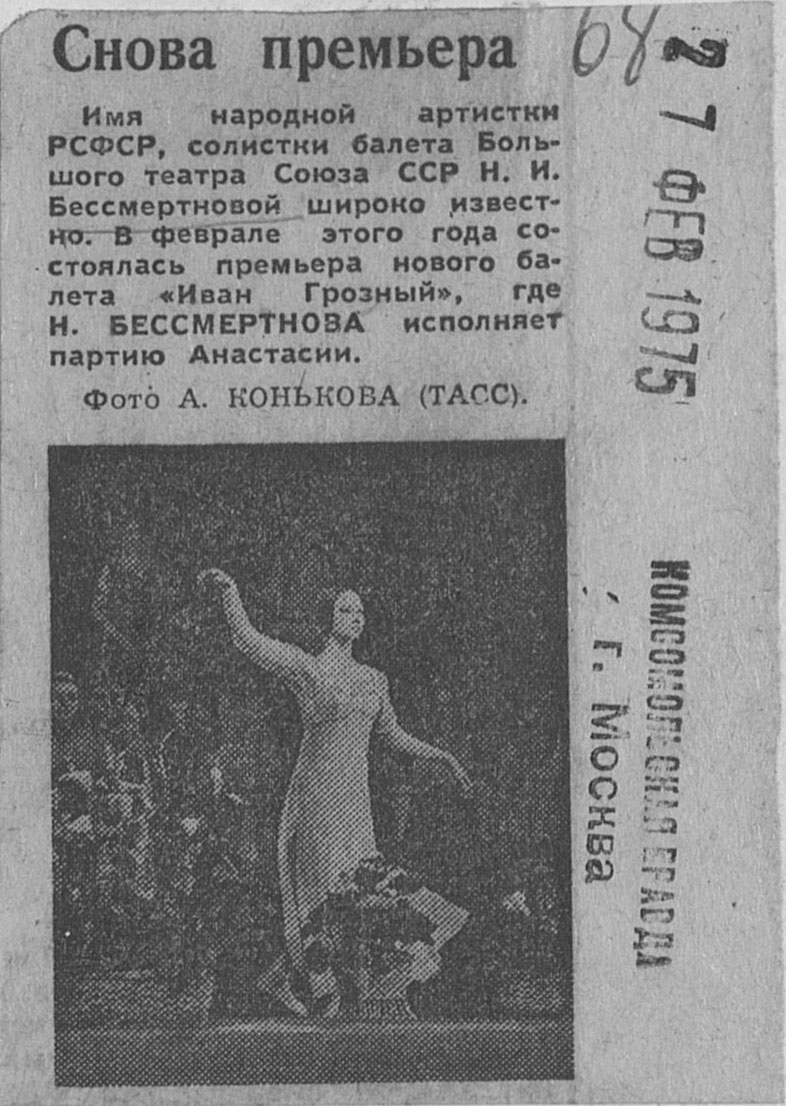 Снова премьера
68
Имя народной артистки
РСФСР, солистки балета Боль-
шого театра Союза ССР Н. И.
Бессмертновой широко извест-
но. В феврале этого года со-
стоялась премьера нового ба-
лета «Иван Грозный», где
Н. БЕССМЕРТНОВА исполняет
партию Анастасии.
Фото А. КОНЬКОВА (ТАСС).
27 ФЕВ 1975
КОМСОМОЛЬСКАЯ ПРАВДА
г. Москва